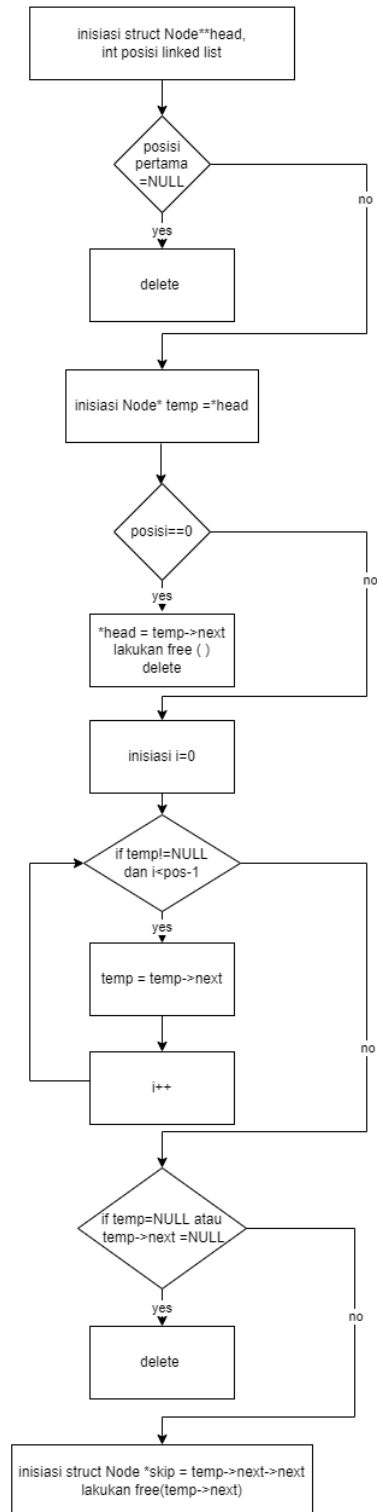 inisiasi struct Node**head,
int posisi linked list
posisi
pertama
=NULL
no
yes
delete
inisiasi Node* temp =*head
posisi==0
no
yes
*head = temp->next
lakukan free ( )
delete
inisiasi i=0
if temp!=NULL
dan i<pos-1
yes
temp = temp->next
no
i++
if temp=NULL atau
temp->next =NULL
yes
no
delete
inisiasi struct Node *skip = temp->next->next
lakukan free(temp->next)